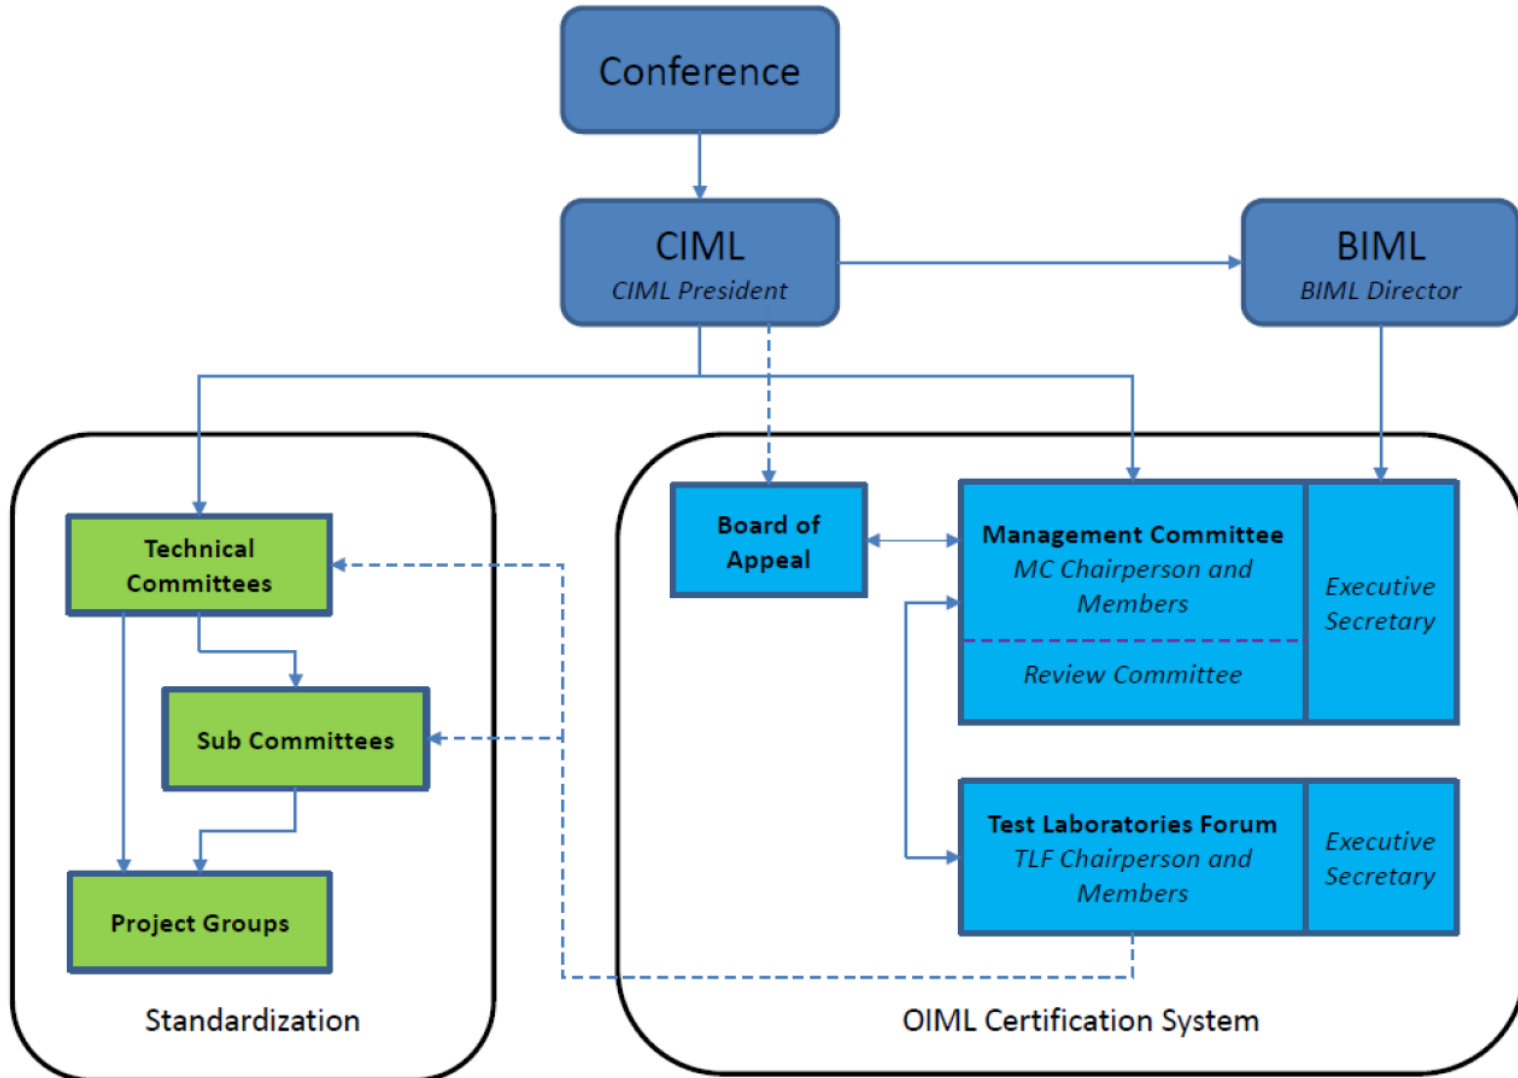 Conference
CIML
CIML President
BIML
BIML Director
Technical
Committees
Sub Committees
Project Groups
Standardization
Board of
Appeal
Management Committee
MC Chairperson and
Members
Review Committee
Executive
Secretary
Test Laboratories Forum
TLF Chairperson and
Members
Executive
Secretary
OIML Certification System